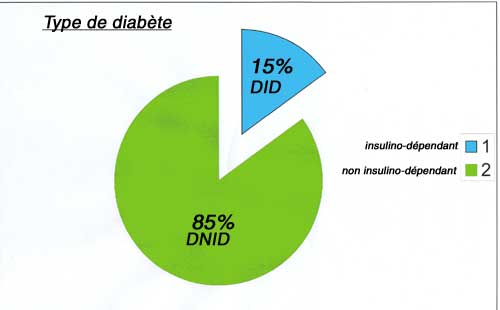 Type de diabète
15%
DID
insulino-dépendant 1
non insulino-dépendant 2
85%
DNID